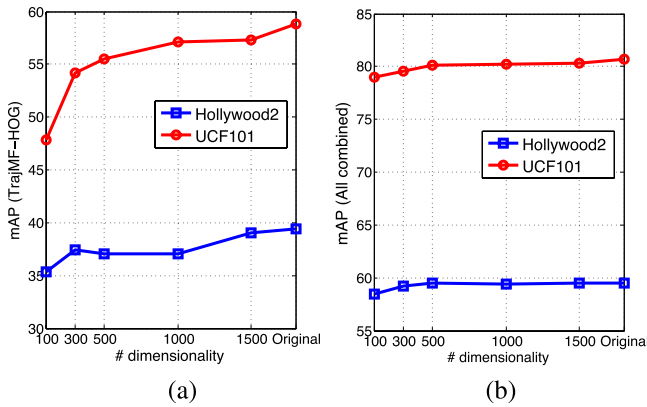 60
55
50
45
40
35
30
mAP (TrajMF−HOG)
Hollywood2
UCF101
100 300 500 1000 1500 Original
# dimensionality
(a)
85
80
75
70
65
60
55
mAP (All combined)
Hollywood2
UCF101
100 300 500 1000 1500 Original
# dimensionality
(b)